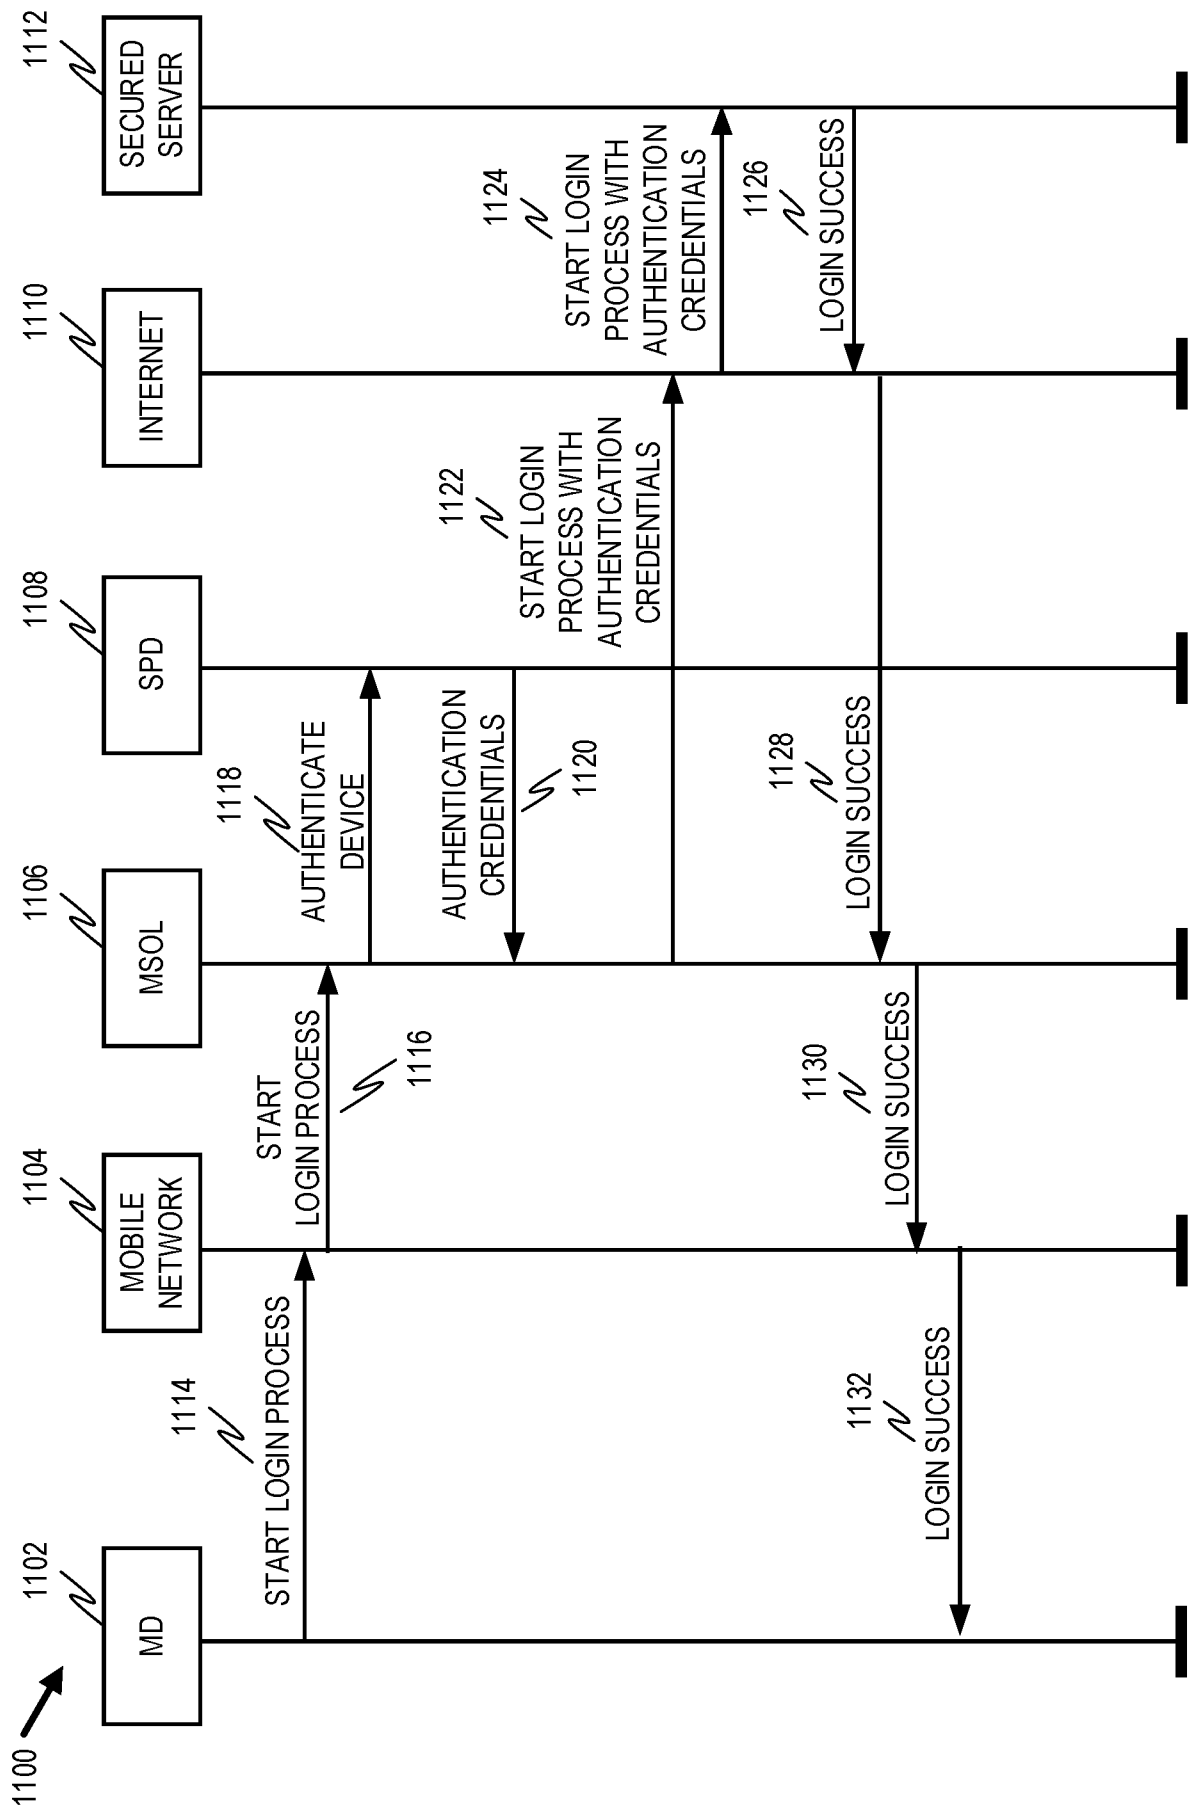 1100
1102
MD
1104
MOBILE
NETWORK
1106
MSOL
1108
SPD
1110
INTERNET
1112
SECURED
SERVER
1114
START LOGIN PROCESS
START
LOGIN PROCESS
1116
1118
AUTHENTICATE
DEVICE
AUTHENTICATION
CREDENTIALS
1120
1122
START LOGIN
PROCESS WITH
AUTHENTICATION
CREDENTIALS
1124
START LOGIN
PROCESS WITH
AUTHENTICATION
CREDENTIALS
1126
LOGIN SUCCESS
1128
LOGIN SUCCESS
1130
LOGIN SUCCESS
1132
LOGIN SUCCESS